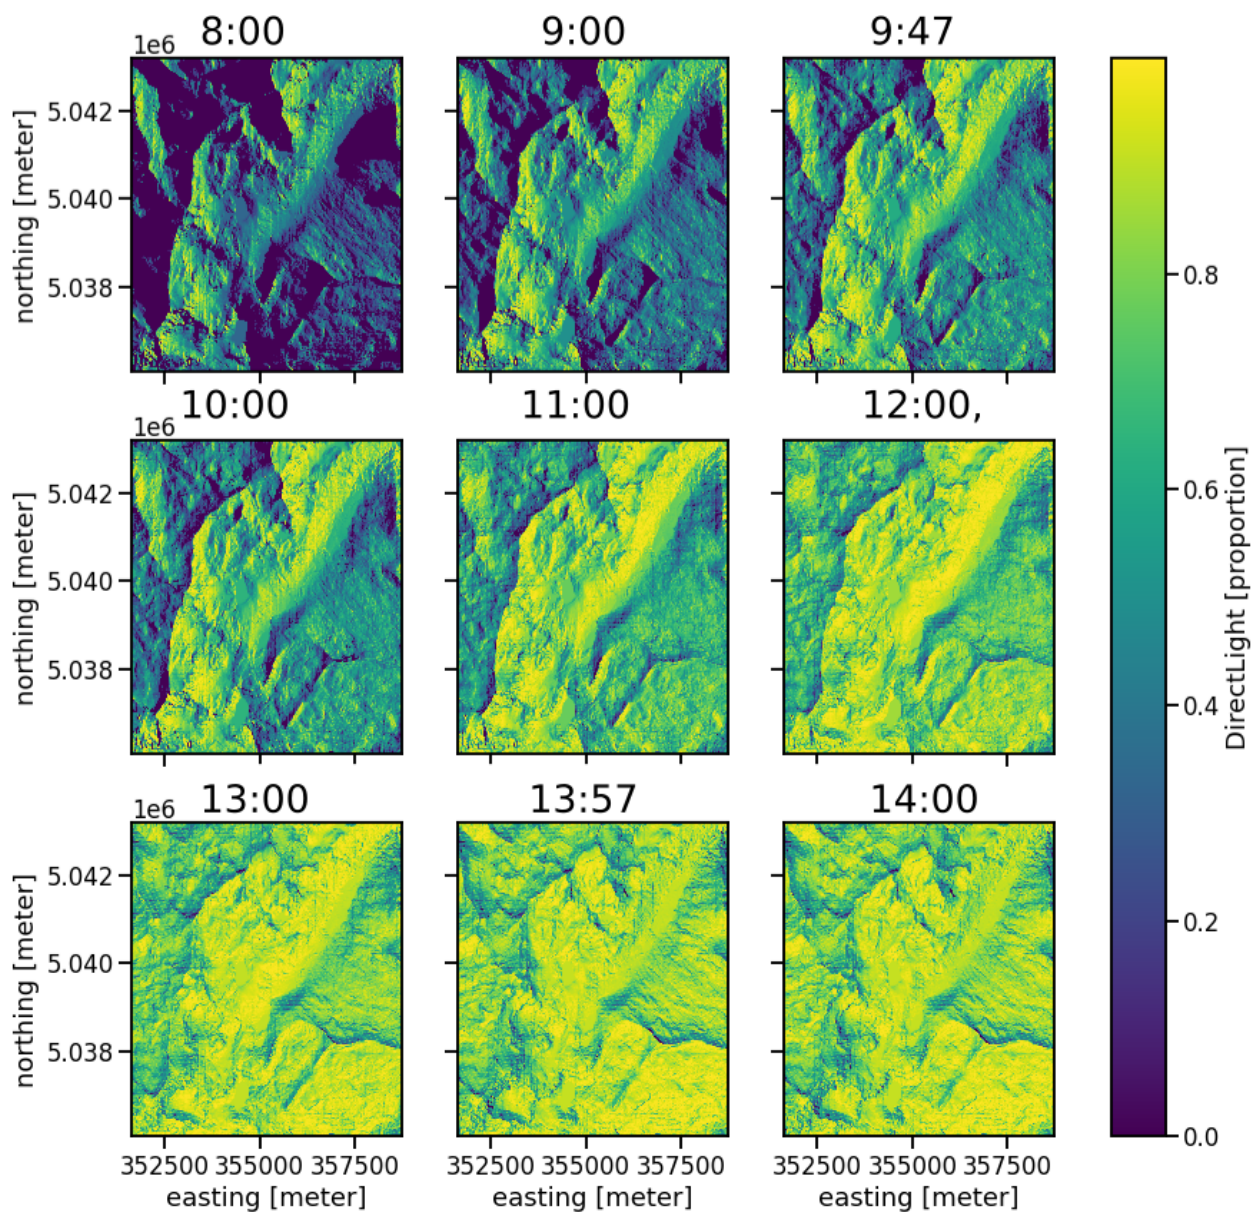 8:00 9:00 9:47
1e6
northing [meter]
5.042
5.040
5.038
10:00 11:00 12:00,
1e6
northing [meter]
5.042
5.040
5.038
13:00 13:57 14:00
1e6
northing [meter]
5.042
5.040
5.038
352500 355000 357500 352500 355000 357500 352500 355000 357500
easting [meter] easting [meter] easting [meter]
0.8
0.6
0.4
0.2
0.0
DirectLight [proportion]